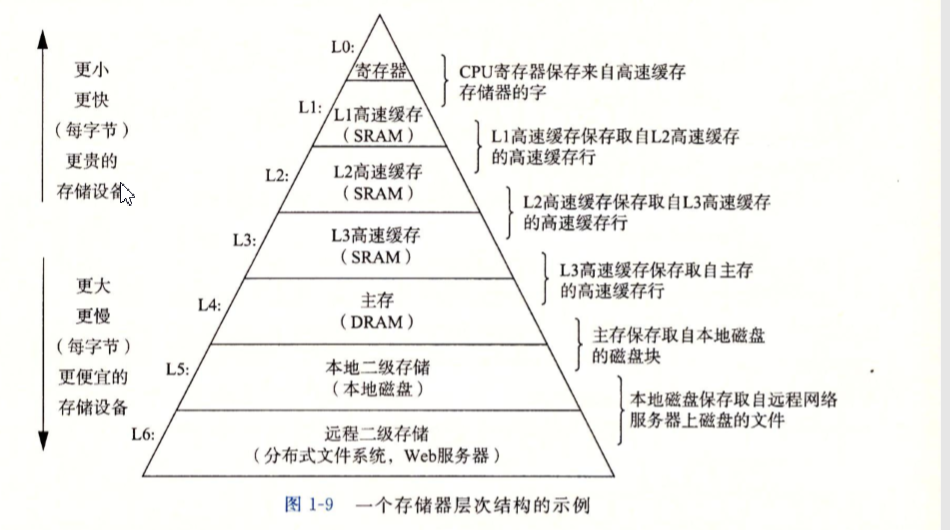 更小
更快
（每字节）
更贵的
存储设备
更大
更慢
（每字节）
更便宜的
存储设备
L0:
寄存器
CPU寄存器保存来自高速缓存
存储器的字
L1:
L1高速缓存
（SRAM）
L1高速缓存保存取自L2高速缓存
的高速缓存行
L2:
L2高速缓存
（SRAM）
L2高速缓存保存取自L3高速缓存
的高速缓存行
L3:
L3高速缓存
（SRAM）
L3高速缓存保存取自主存
的高速缓存行
L4:
主存
（DRAM）
主存保存取自本地磁盘
的磁盘块
L5:
本地二级存储
（本地磁盘）
本地磁盘保存取自远程网络
服务器上磁盘的文件
L6:
远程二级存储
（分布式文件系统，Web服务器）
图 1-9 一个存储器层次结构的示例